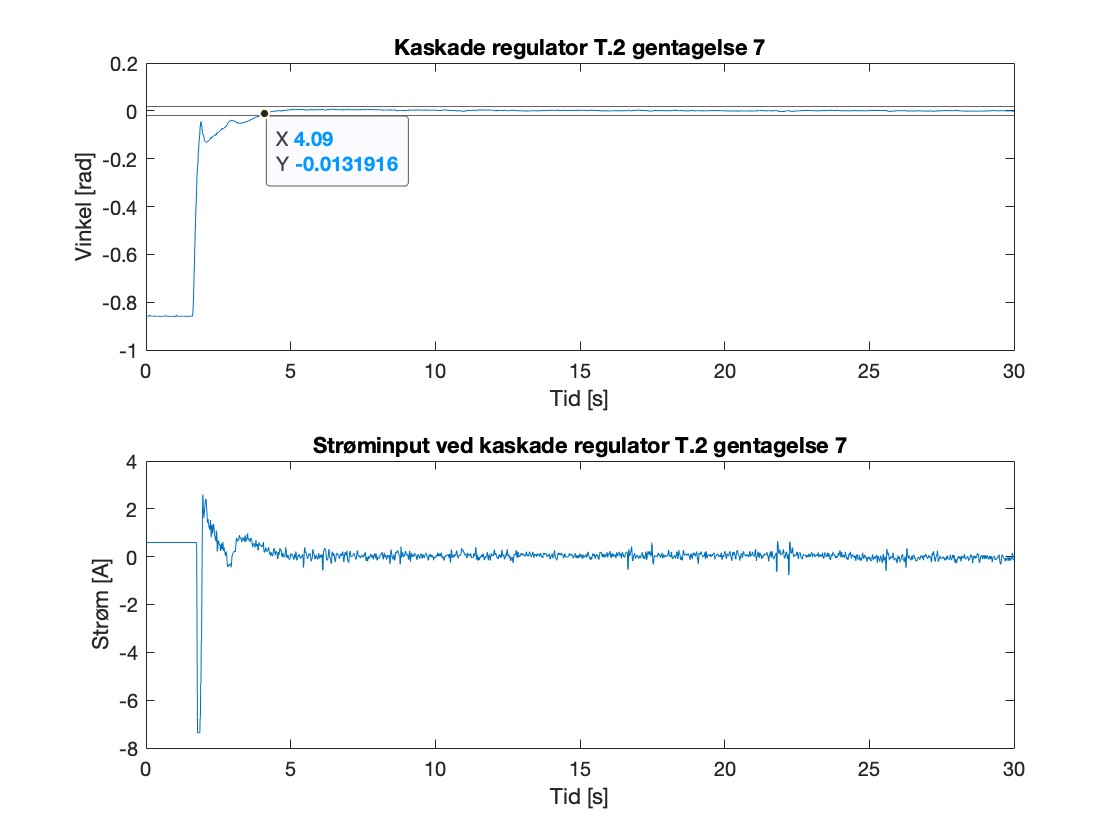 Kaskade regulator T.2 gentagelse 7
0.2
0
-0.2
-0.4
-0.6
-0.8
-1
Vinkel [rad]
X 4.09
Y -0.0131916
0 5 10 15 20 25 30
Tid [s]
Strøminput ved kaskade regulator T.2 gentagelse 7
4
2
0
-2
-4
-6
-8
Strøm [A]
0 5 10 15 20 25 30
Tid [s]